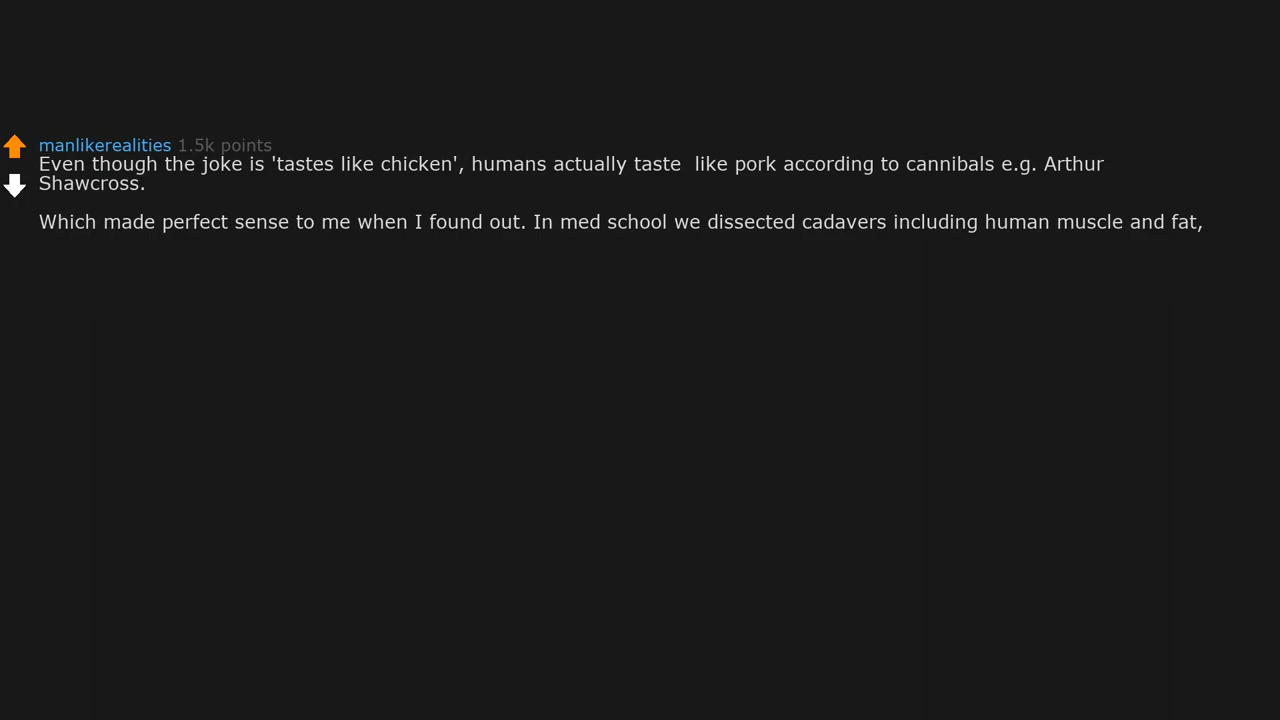 manlikerealities 1.5k points
Even though the joke is 'tastes like chicken', humans actually taste  like pork according to cannibals e.g. Arthur
Shawcross.
Which made perfect sense to me when I found out. In med school we dissected cadavers including human muscle and fat,